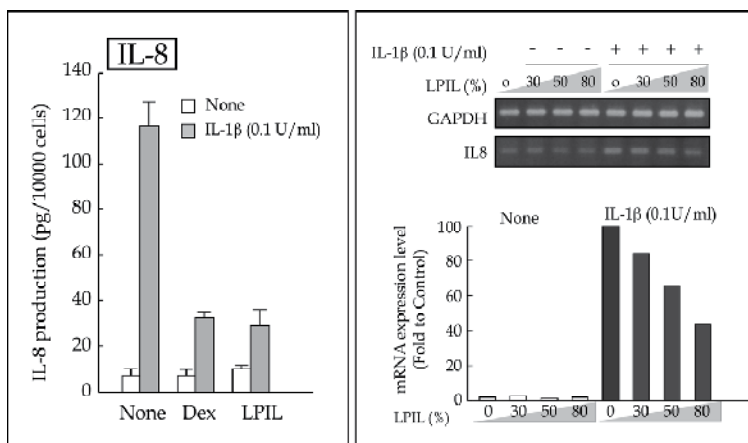 IL-8
140
120
100
80
60
40
20
0
IL-8 production (pg/10000 cells)
None
IL-1β (0.1 U/ml)
None Dex LPIL
IL-1β (0.1 U/ml) - - - + + + +
LPIL (%) 0 30 50 80 0 30 50 80
GAPDH
IL8
mRNA expression level
(Fold to Control)
100
80
60
40
20
0
None IL-1β (0.1U/ml)
0 30 50 80 0 30 50 80
LPIL (%)